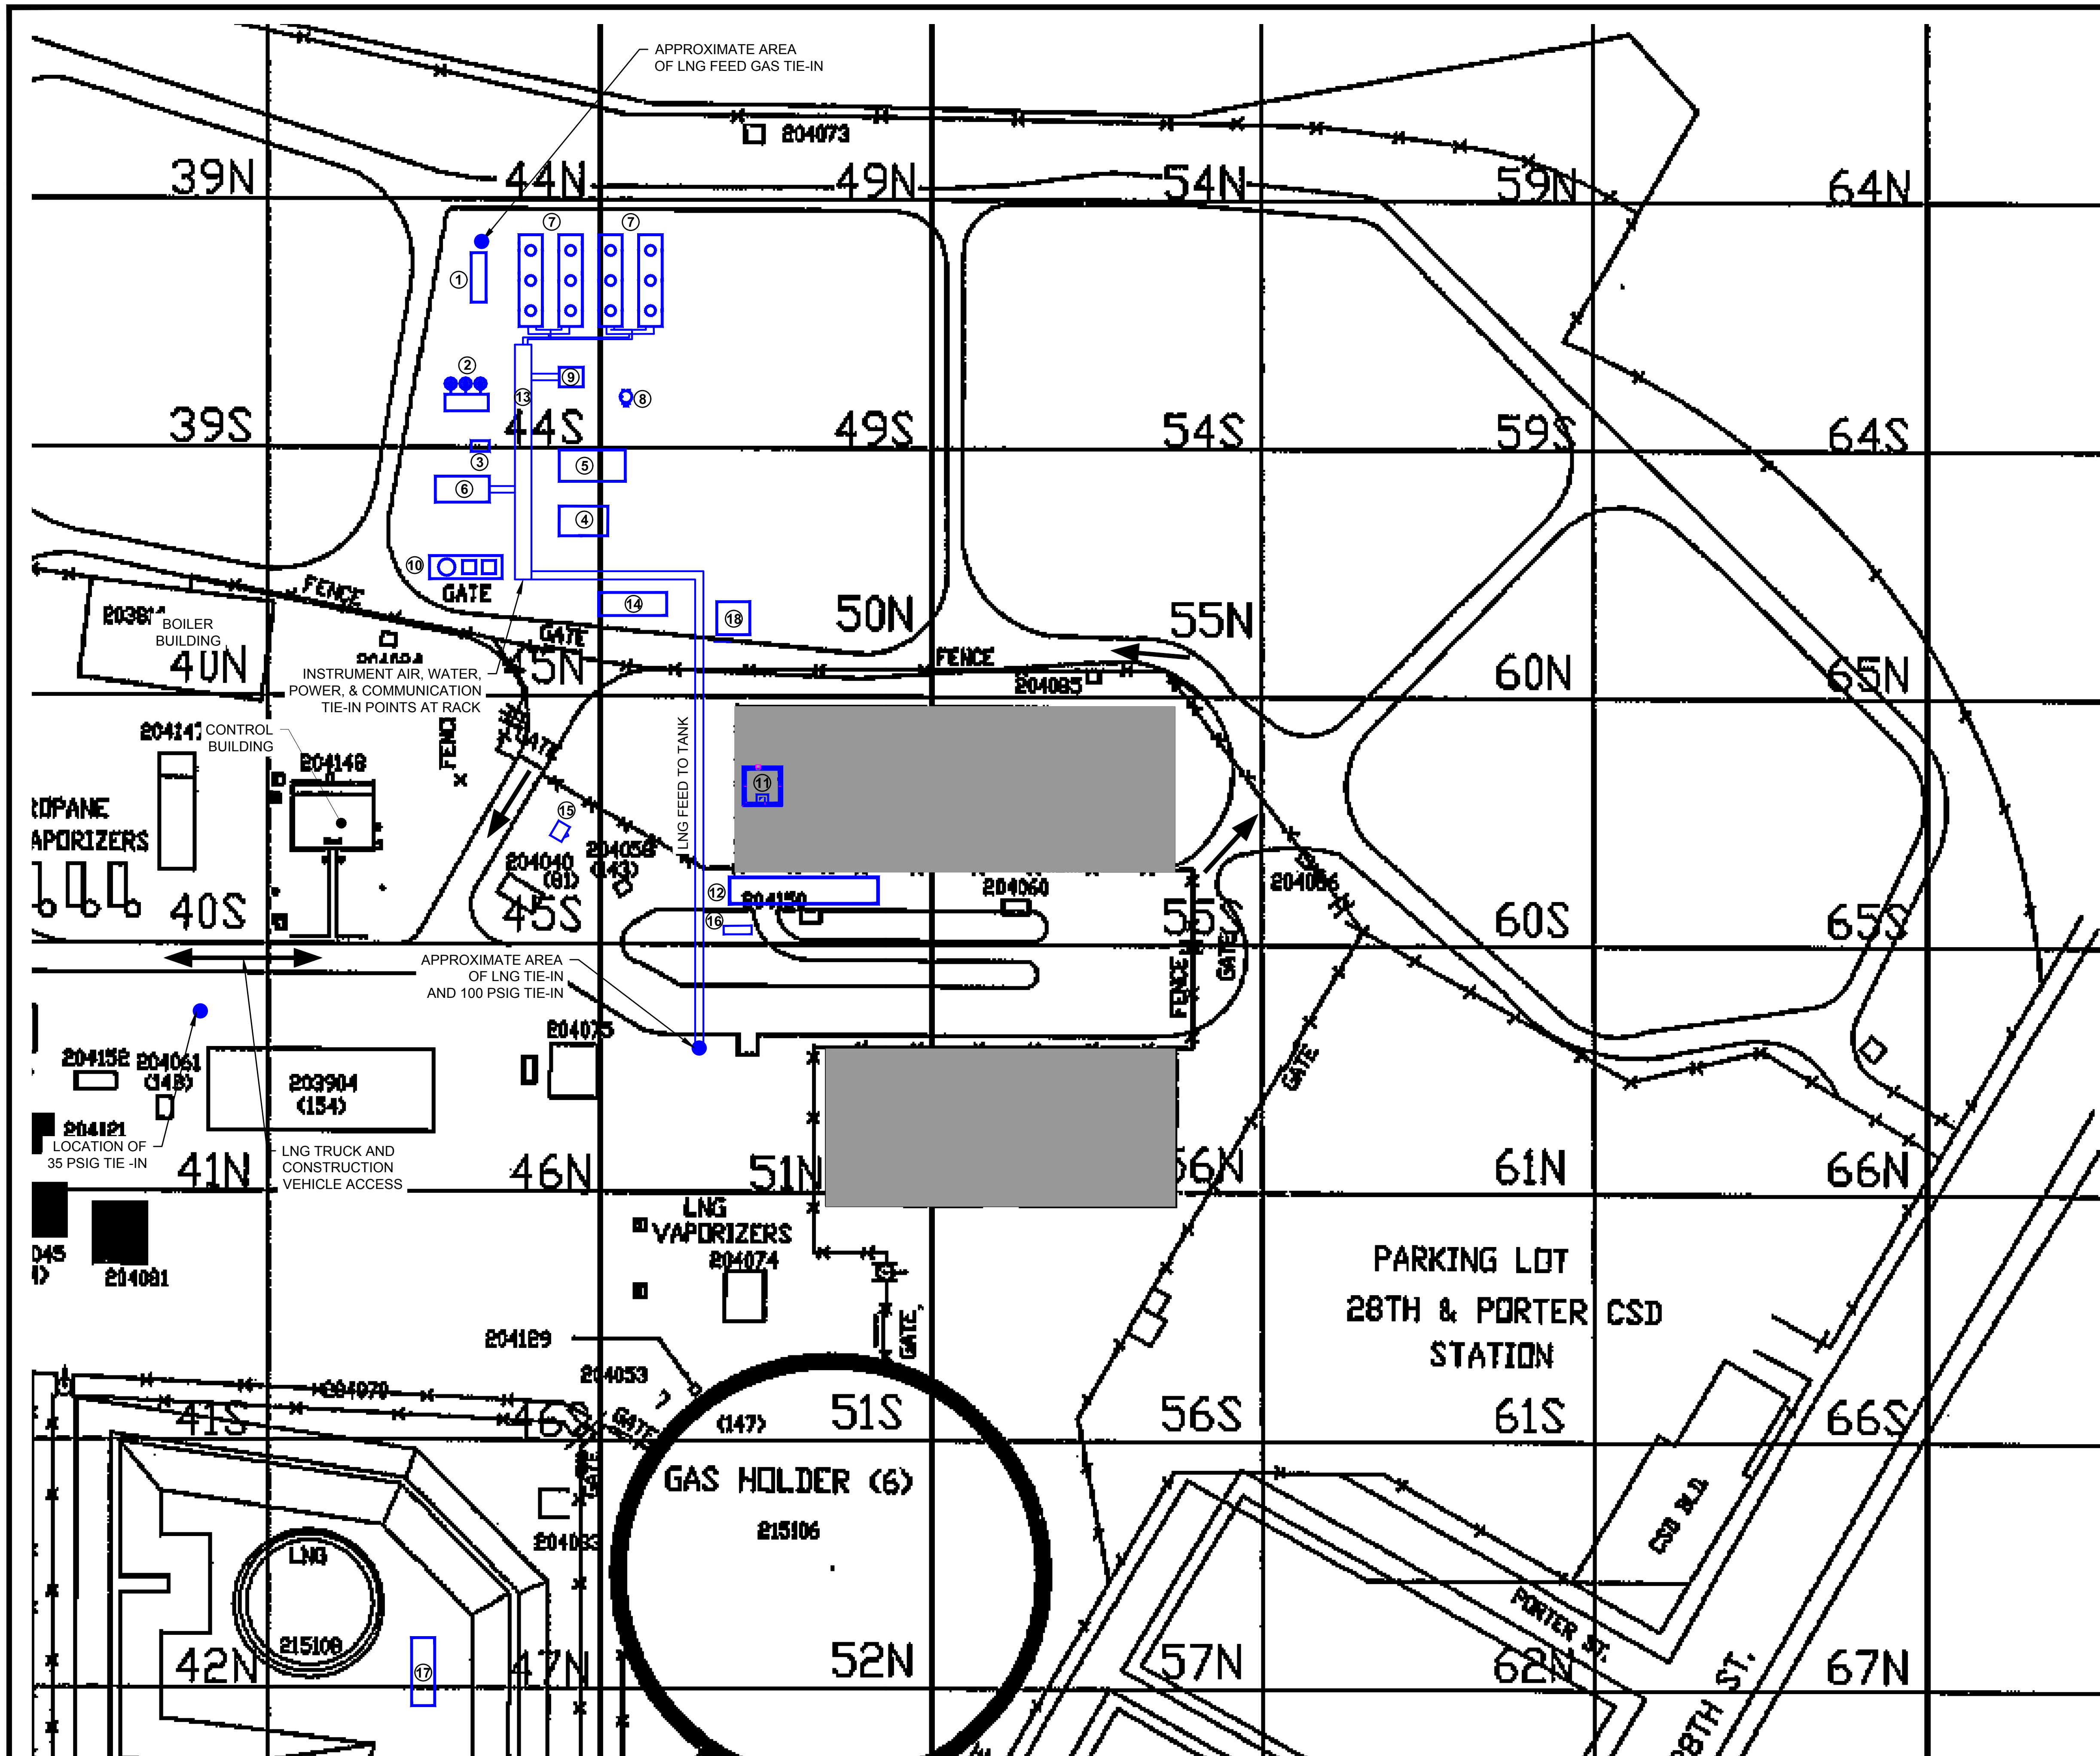 APPROXIMATE AREA
OF LNG FEED GAS TIE-IN
204073
39N
44N
49N
54N
59N
64N
7
7
1
2
9
13
8
39S
44S
49S
54S
59S
64S
3
5
6
4
10
GATE
FENCE
14
18
50N
55N
BOILER
BUILDING
GATE
40N
45N
FENCE
60N
65N
INSTRUMENT AIR, WATER,
POWER, & COMMUNICATION
TIE-IN POINTS AT RACK
204085
CONTROL
BUILDING
204148
GATE
LNG FEED TO TANK
11
15
204040
(81)
(143)
12
204060
40S
45S
16
60S
65S
GATE
FENCE
APPROXIMATE AREA
OF LNG TIE-IN
AND 100 PSIG TIE-IN
204075
204152
204061
(148)
203904
(154)
GATE
204121
LOCATION OF
35 PSIG TIE -IN
LNG TRUCK AND
CONSTRUCTION
VEHICLE ACCESS
41N
46N
51N
56N
61N
66N
LNG
VAPORIZERS
204074
204081
GATE,
PARKING LOT
28TH & PORTER CSD
STATION
204129
204053
204070
41S
46S
GATE
(147)
51S
56S
61S
66S
GATE
GAS HOLDER (6)
215106
CSB BLD.
LNG
PORTER ST.
215108
17
42N
47N
52N
57N
62N
67N
28TH ST.